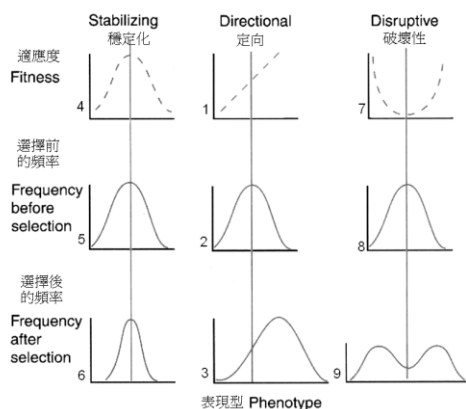 Stabilizing
穩定化
Directional
定向
Disruptive
破壞性
適應度
Fitness
4
1
7
選擇前
的頻率
Frequency
before
selection
5
2
8
選擇後
的頻率
Frequency
after
selection
6
3
9
表現型 Phenotype